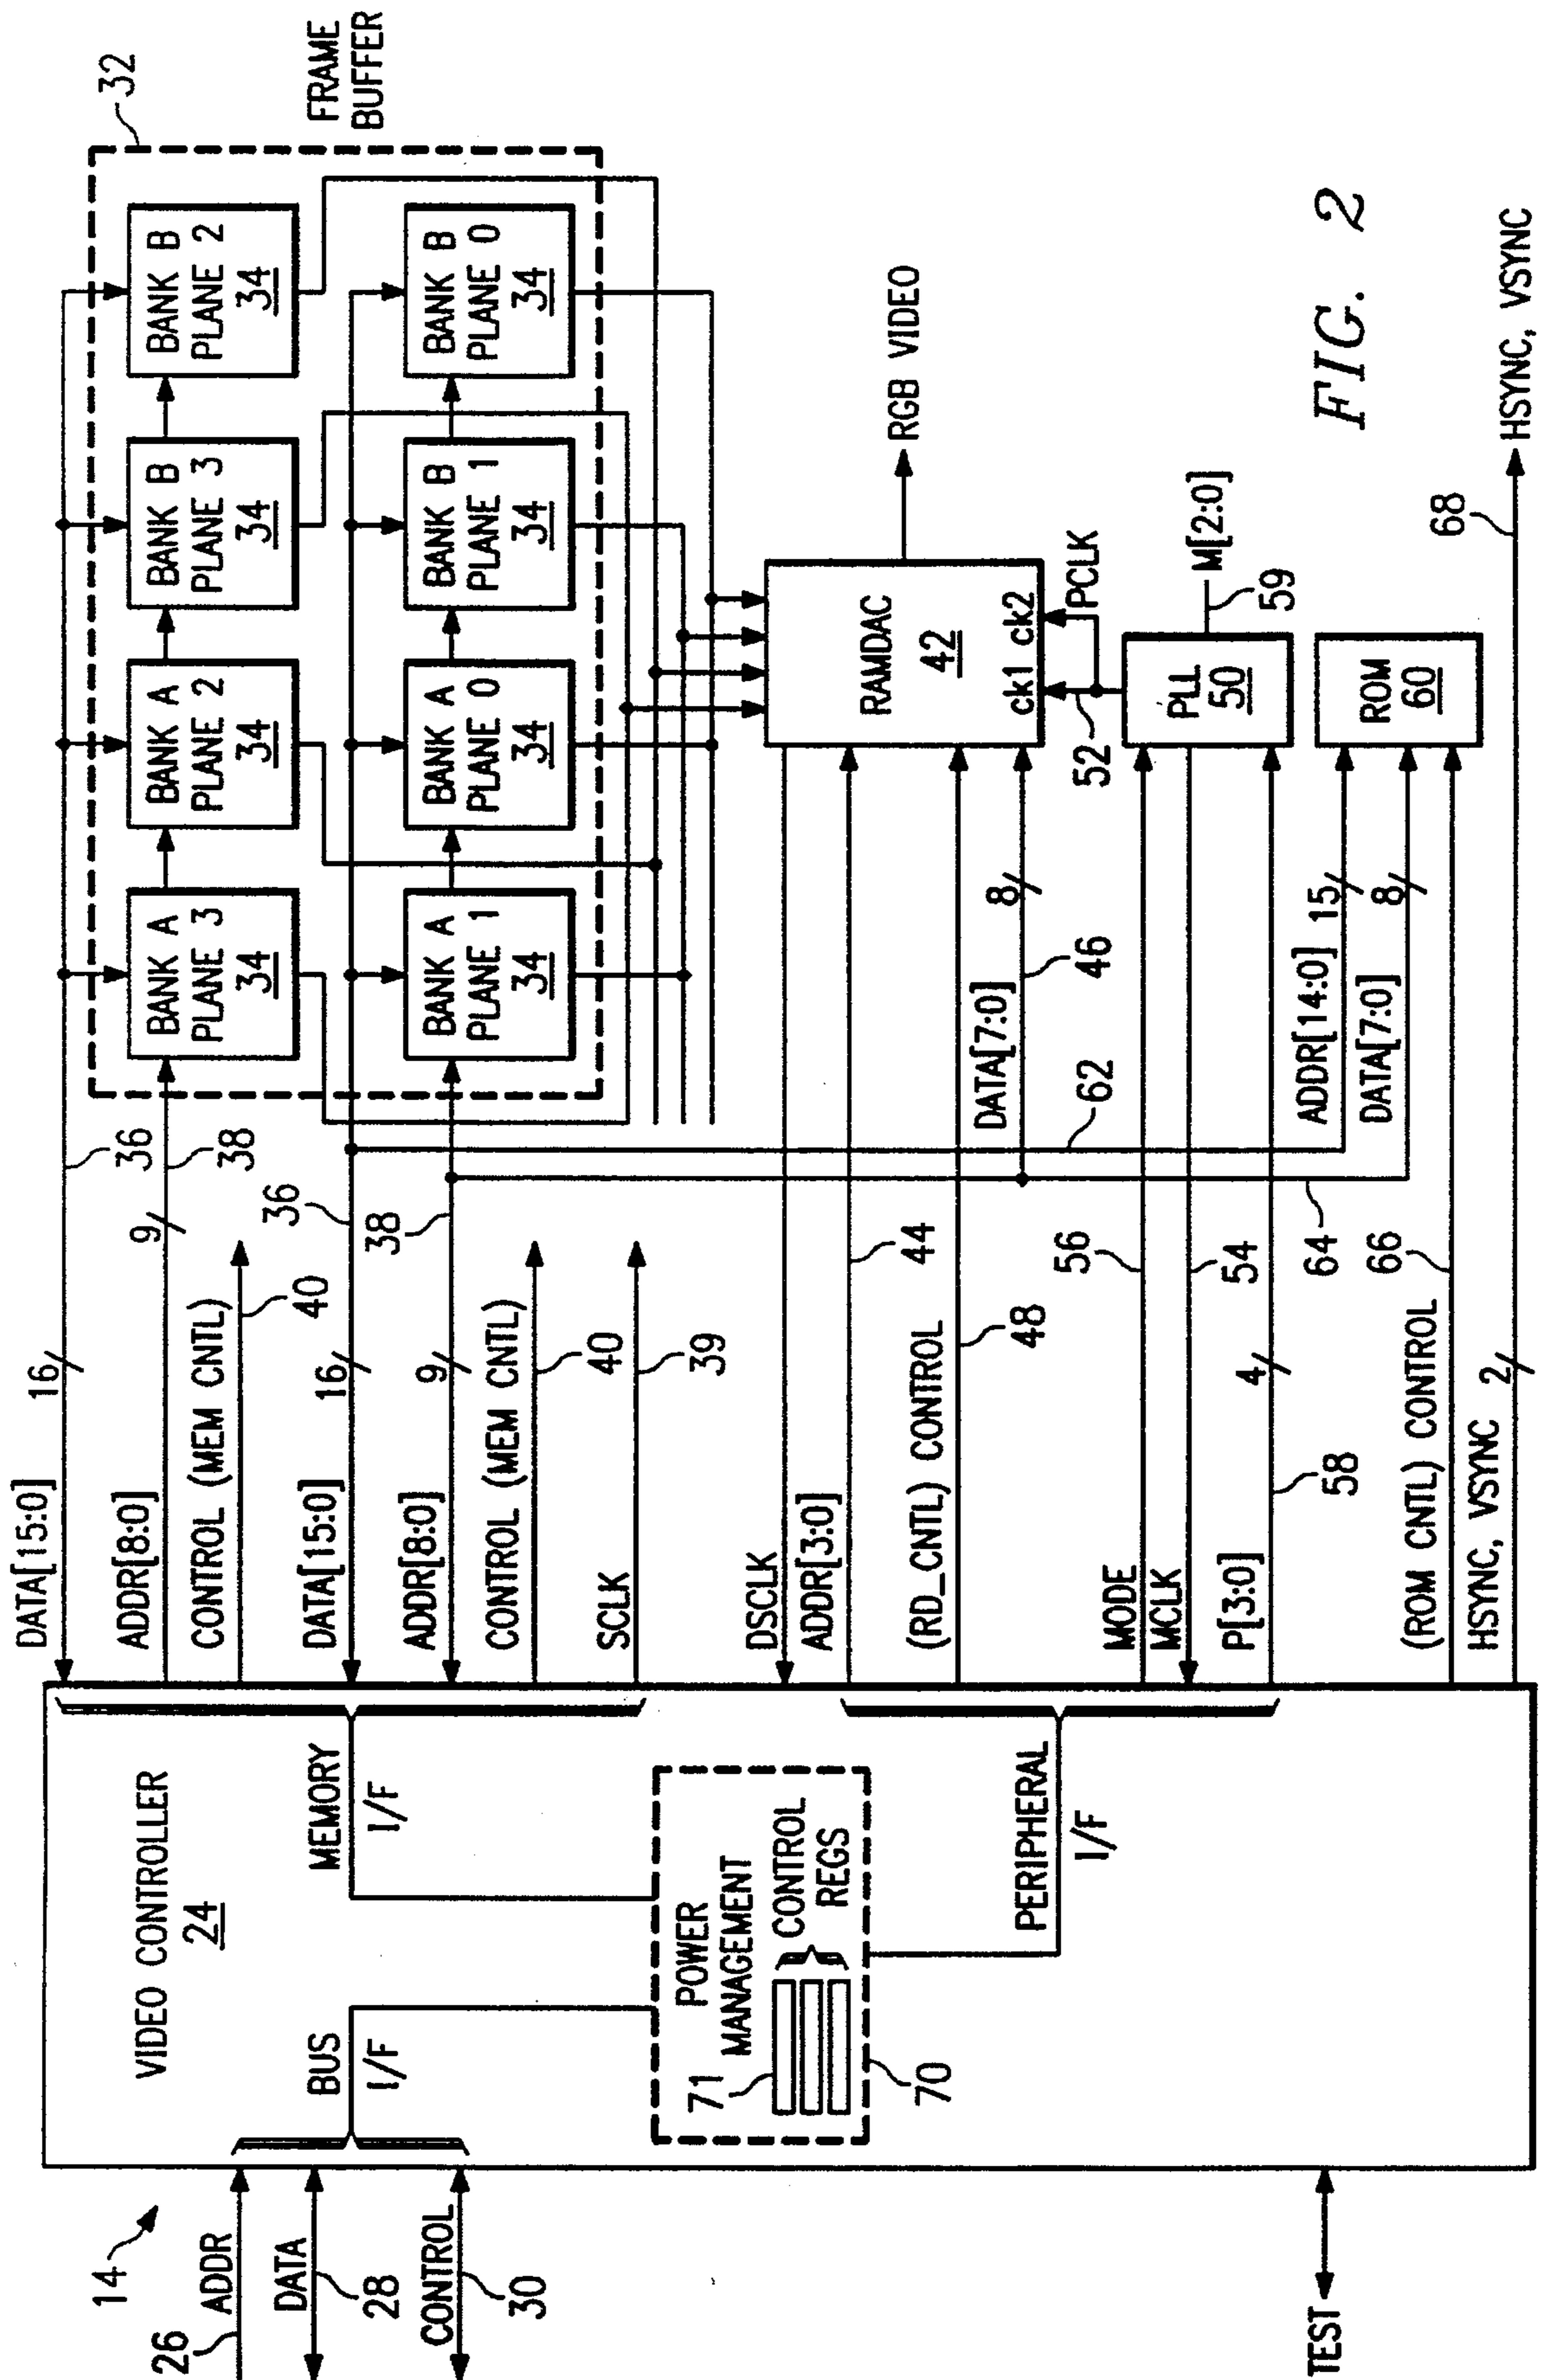 14
26
ADDR
DATA
28
CONTROL
30
TEST
VIDEO CONTROLLER
24
BUS
I/F
MEMORY
I/F
POWER
MANAGEMENT
71
CONTROL
REGS
70
PERIPHERAL
I/F
DATA[15:0]
16
36
ADDR[8:0]
9
38
CONTROL (MEM CNTL)
40
DATA[15:0]
16
36
ADDR[8:0]
9
38
CONTROL (MEM CNTL)
40
SCLK
39
32
FRAME
BUFFER
BANK A
PLANE 3
34
BANK A
PLANE 2
34
BANK B
PLANE 3
34
BANK B
PLANE 2
34
BANK A
PLANE 1
34
BANK A
PLANE 0
34
BANK B
PLANE 1
34
BANK B
PLANE 0
34
DSCLK
ADDR[3:0]
44
(RD_CNTL) CONTROL
48
DATA[7:0]
46
8
RAMDAC
42
ck1 ck2
RGB VIDEO
62
52
PCLK
MODE
56
MCLK
54
P[3:0]
58
4
PLL
50
M[2:0]
59
64
ADDR[14:0]
15
DATA[7:0]
8
ROM
60
(ROM CNTL) CONTROL
66
HSYNC, VSYNC
2
68
HSYNC, VSYNC
FIG. 2